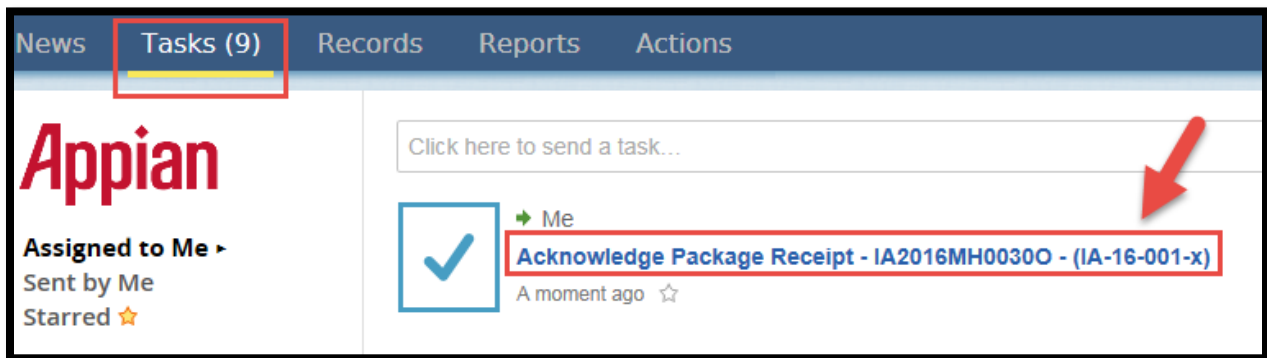 News Tasks (9) Records Reports Actions
Appian
Click here to send a task...
Me
Acknowledge Package Receipt - IA2016MH0030O - (IA-16-001-x)
A moment ago
Assigned to Me
Sent by Me
Starred